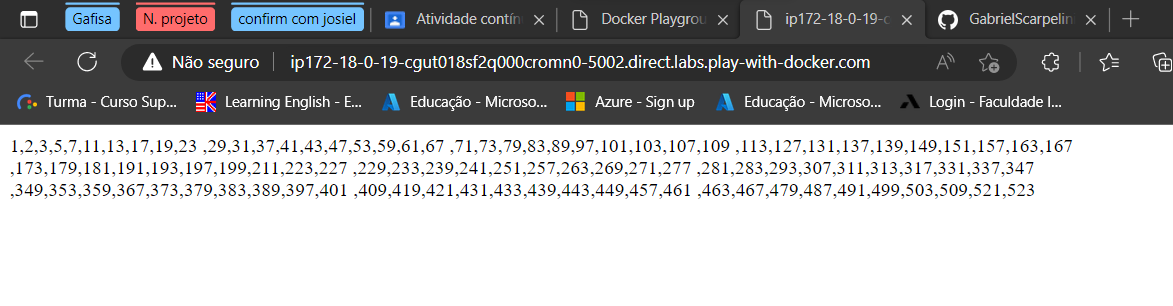 Gafisa N. projeto confirm com josiel Atividade contín Docker Playgrou ip172-18-0-19-c GabrielScarpelin
Não seguro ip172-18-0-19-cgut018sf2q000cromn0-5002.direct.labs.play-with-docker.com
Turma - Curso Sup... Learning English - E... Educação - Microso... Azure - Sign up Educação - Microso... Login - Faculdade I...
1,2,3,5,7,11,13,17,19,23 ,29,31,37,41,43,47,53,59,61,67 ,71,73,79,83,89,97,101,103,107,109 ,113,127,131,137,139,149,151,157,163,167
,173,179,181,191,193,197,199,211,223,227 ,229,233,239,241,251,257,263,269,271,277 ,281,283,293,307,311,313,317,331,337,347
,349,353,359,367,373,379,383,389,397,401 ,409,419,421,431,433,439,443,449,457,461 ,463,467,479,487,491,499,503,509,521,523